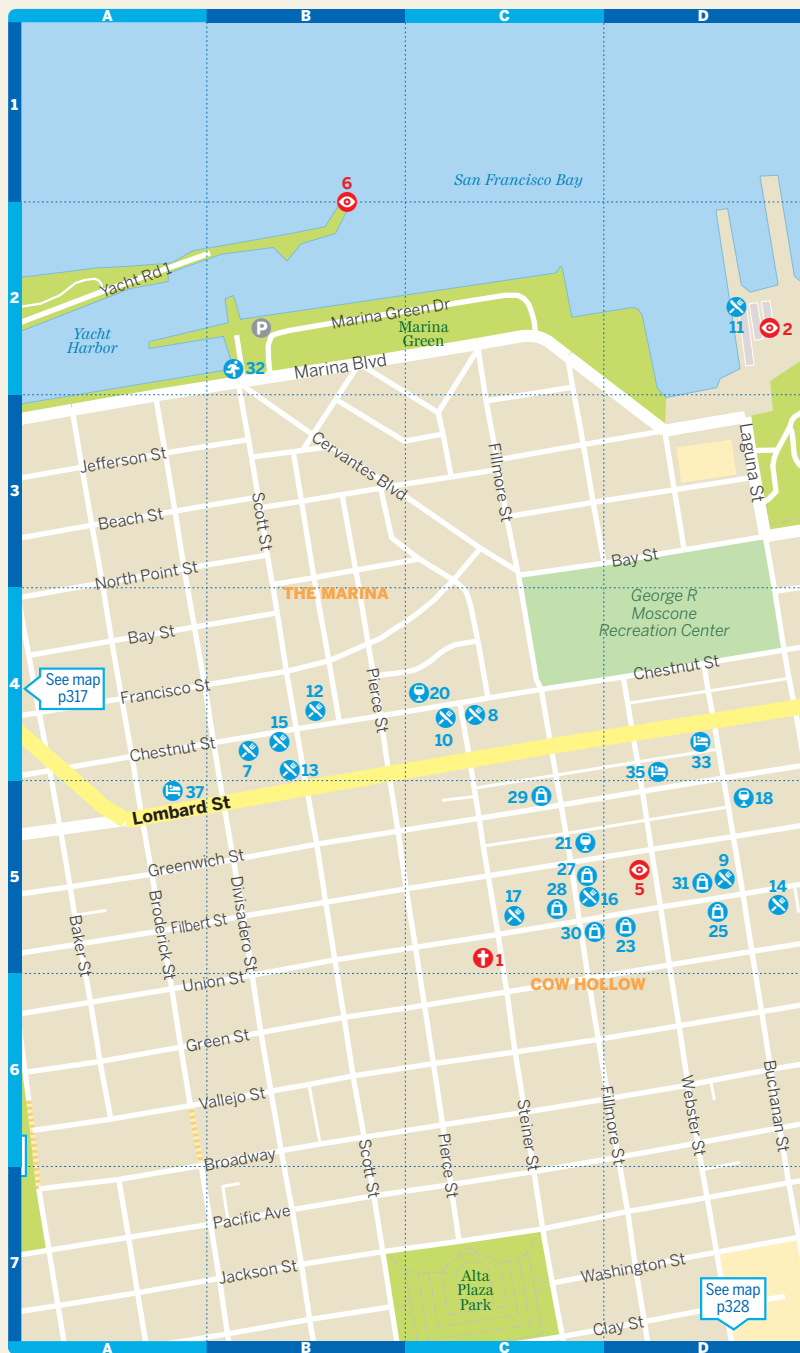 A B C D
1
San Francisco Bay
6
2
Yacht Rd 1
Yacht
Harbor
P
Marina Green Dr
Marina
Green
32
Marina Blvd
11
2
3
Jefferson St
Cervantes Blvd
Fillmore St
Laguna St
Beach St
Scott St
North Point St
Bay St
THE MARINA
George R
Moscone
Recreation Center
4
Bay St
See map
p317
Francisco St
Pierce St
Chestnut St
12
20
15
10
8
Chestnut St
7
13
33
35
37
Lombard St
29
18
5
21
Greenwich St
27
5
9
31
28
16
17
14
25
Filbert St
Divisadero St
Broderick St
Baker St
30
23
1
Union St
COW HOLLOW
6
Green St
Vallejo St
Broadway
Scott St
Pierce St
Steiner St
Fillmore St
Webster St
Buchanan St
Pacific Ave
7
Jackson St
Alta
Plaza
Park
Washington St
See map
p328
Clay St
A B C D